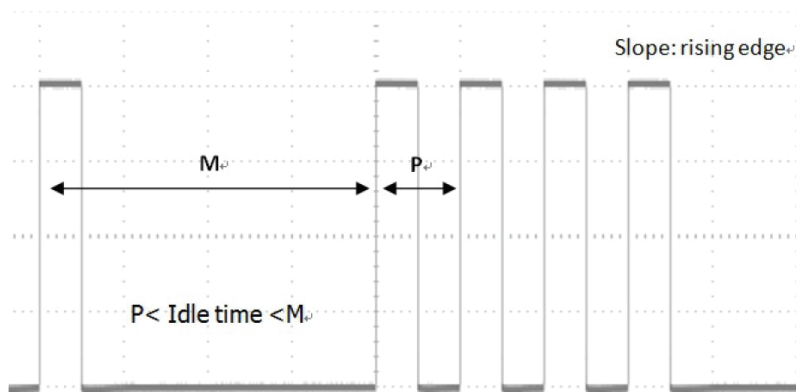 Slope: rising edge↵
M↵
P↵
P< Idle time <M↵